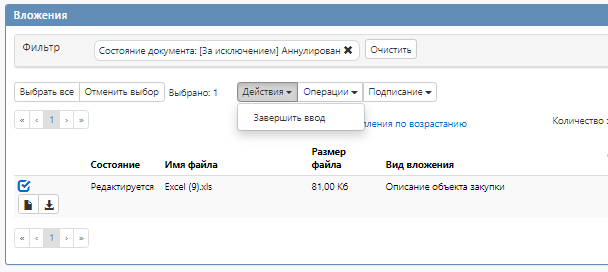 Вложения
Фильтр
Состояние документа: [За исключением] Аннулирован ✖ Очистить
Выбрать все Отменить выбор Выбрано: 1 Действия Операции Подписание
Завершить ввод
« ‹ 1 › » по возрастанию Количество
Состояние Имя файла Размер файла Вид вложения
Редактируется Excel (9).xls 81,00 Кб Описание объекта закупки
« ‹ 1 › »